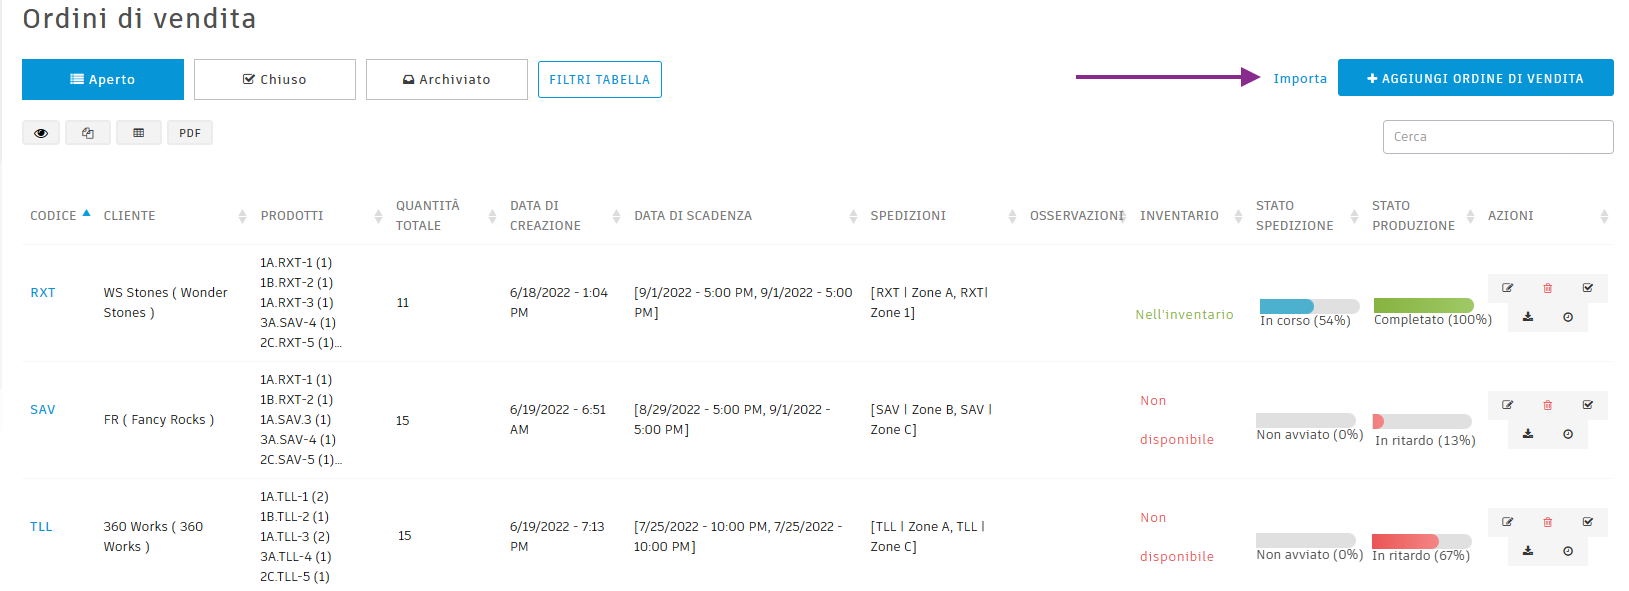 Ordini di vendita
Aperto
Chiuso
Archiviato
FILTRI TABELLA
Importa
AGGIUNGI ORDINE DI VENDITA
PDF
Cerca
CODICE
CLIENTE
PRODOTTI
QUANTITÀ
TOTALE
DATA DI
CREAZIONE
DATA DI SCADENZA
SPEDIZIONI
OSSERVAZIONI
INVENTARIO
STATO
SPEDIZIONE
STATO
PRODUZIONE
AZIONI
RXT
WS Stones ( Wonder
Stones )
1A.RXT-1 (1)
1B.RXT-2 (1)
1A.RXT-3 (1)
3A.SAV-4 (1)
2C.RXT-5 (1)...
11
6/18/2022 - 1:04
PM
[9/1/2022 - 5:00 PM, 9/1/2022 - 5:00
PM]
[RXT | Zone A, RXT|
Zone 1]
Nell'inventario
In corso (54%)
Completato (100%)
SAV
FR ( Fancy Rocks )
1A.RXT-1 (1)
1B.RXT-2 (1)
1A.SAV.3 (1)
3A.SAV-4 (1)
2C.SAV-5 (1)...
15
6/19/2022 - 6:51
AM
[8/29/2022 - 5:00 PM, 9/1/2022 -
5:00 PM]
[SAV | Zone B, SAV |
Zone C]
Non
disponibile
Non avviato (0%)
In ritardo (13%)
TLL
360 Works ( 360
Works )
1A.TLL-1 (2)
1B.TLL-2 (1)
1A.TLL-3 (2)
3A.TLL-4 (1)
2C.TLL-5 (1)
15
6/19/2022 - 7:13
PM
[7/25/2022 - 10:00 PM, 7/25/2022 -
10:00 PM]
[TLL | Zone A, TLL |
Zone C]
Non
disponibile
Non avviato (0%)
In ritardo (67%)